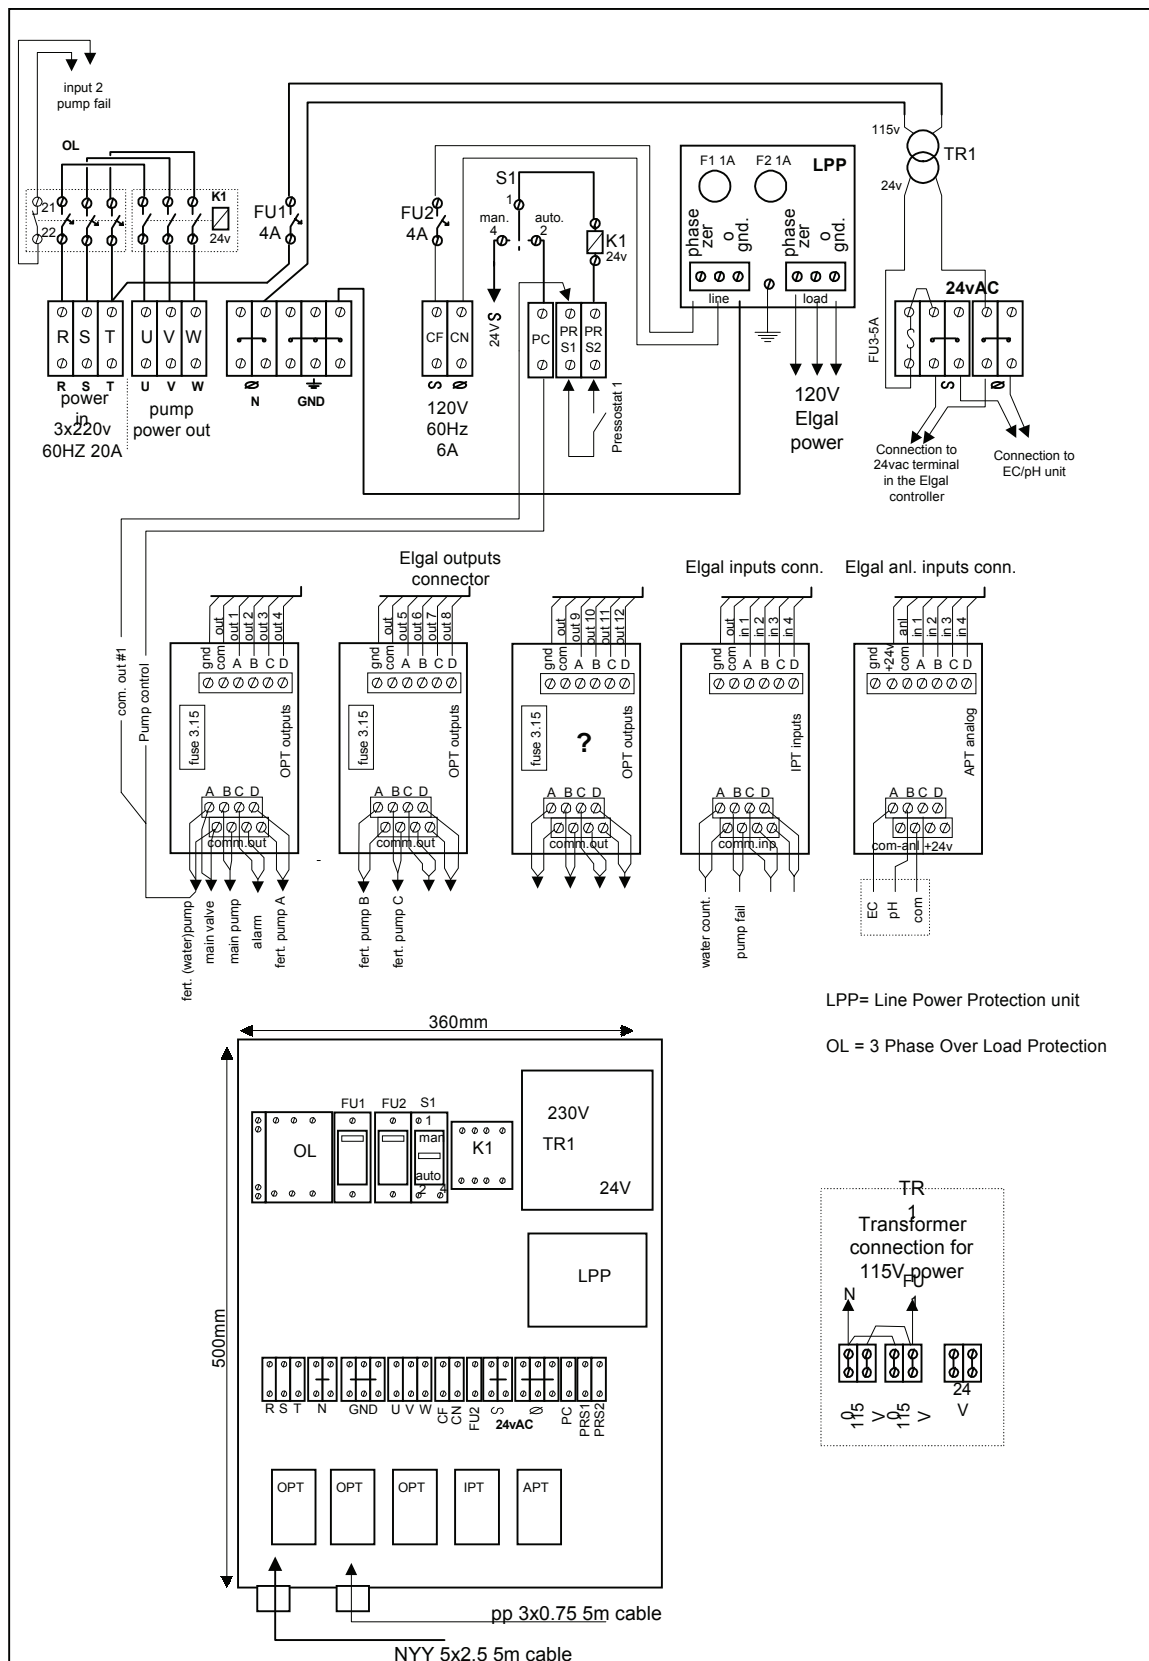 input 2
pump fail
OL
21
22
K1
24v
FU1
4A
R S T
U V W
R S T
U V W
power
in
3x220v
60HZ 20A
pump
power out
N
GND
FU2
4A
CF CN
120V
60Hz
6A
S1
1
man.
4
auto.
2
24V
K1
24v
PC
PR
S1
PR
S2
Pressostat 1
F1 1A
F2 1A
LPP
phase
zer
o
gnd.
phase
zer
o
gnd.
line
load
120V
Elgal
power
115v
TR1
24v
24vAC
FU3-5A
Connection to
24vac terminal
in the Elgal
controller
Connection to
EC/pH unit
com. out #1
Pump control
Elgal outputs
connector
Elgal inputs conn.
Elgal anl. inputs conn.
out
out 1
out 2
out 3
out 4
gnd
com
A B C D
fuse 3.15
OPT outputs
A B C D
comm.out
fert. (water)pump
main valve
main pump
alarm
fert. pump A
out
out 5
out 6
out 7
out 8
gnd
com
A B C D
fuse 3.15
OPT outputs
A B C D
comm.out
fert. pump B
fert. pump C
out
out 9
out 10
out 11
out 12
gnd
com
A B C D
fuse 3.15
?
OPT outputs
A B C D
comm.out
out
in 1
in 2
in 3
in 4
gnd
com
A B C D
IPT inputs
A B C D
comm.inp
water count.
pump fail
anl
in 1
in 2
in 3
in 4
gnd
+24v
com
A B C D
APT analog
A B C D
com-anl +24v
EC
pH
com
LPP= Line Power Protection unit
OL = 3 Phase Over Load Protection
360mm
500mm
OL
FU1
FU2
S1
1
man
auto
2 4
K1
230V
TR1
24V
LPP
R S T
N
GND
U V W
CF
CN
FU2
24vAC
PC
PRS1
PRS2
OPT
OPT
OPT
IPT
APT
pp 3x0.75 5m cable
NYY 5x2.5 5m cable
TR
1
Transformer
connection for
115V power
N
FU
1
0
115
V
0
115
V
24
V